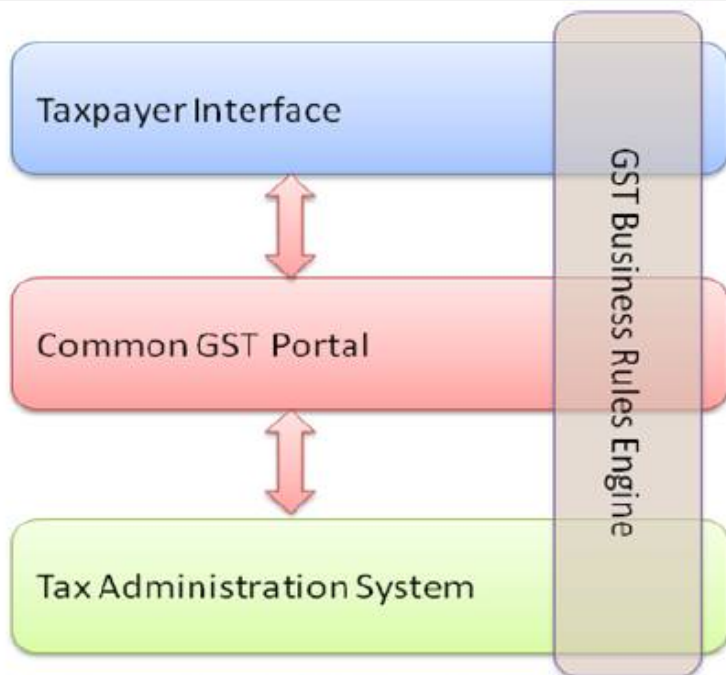 Taxpayer Interface
Common GST Portal
Tax Administration System
GST Business Rules Engine